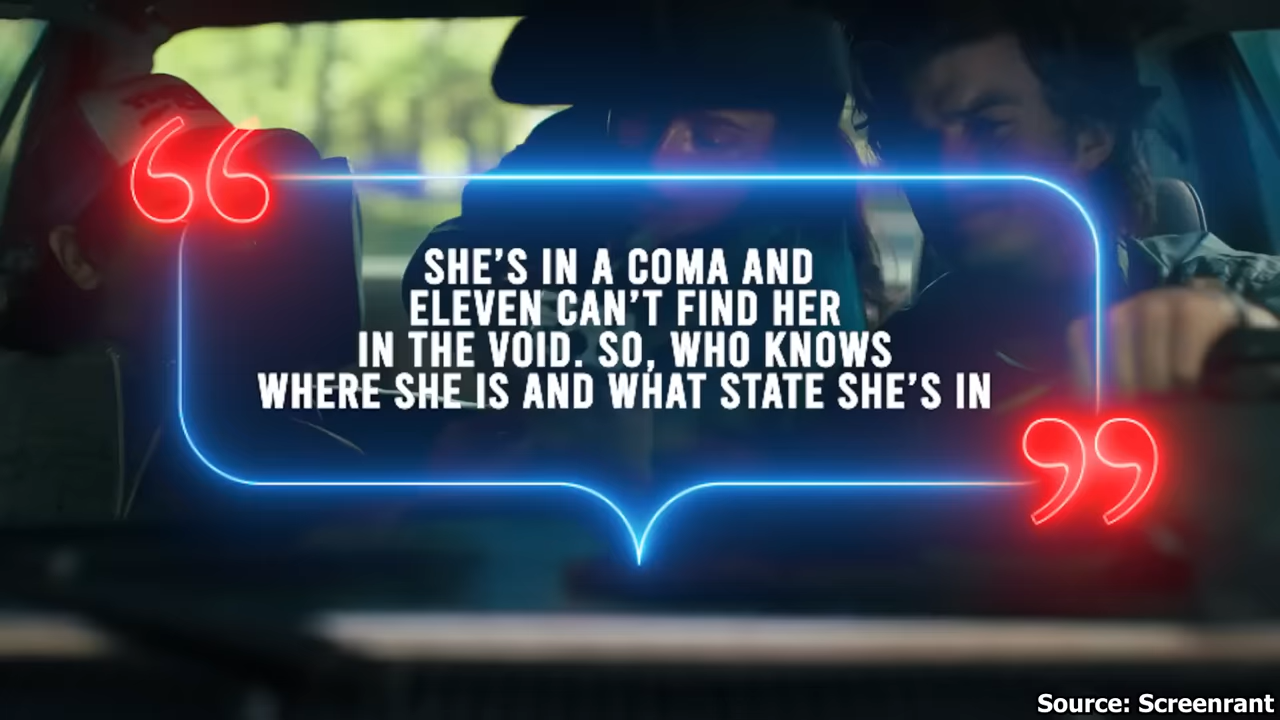 SHE'S IN A COMA AND
ELEVEN CAN'T FIND HER
IN THE VOID. SO, WHO KNOWS
WHERE SHE IS AND WHAT STATE SHE'S IN
Source: Screenrant